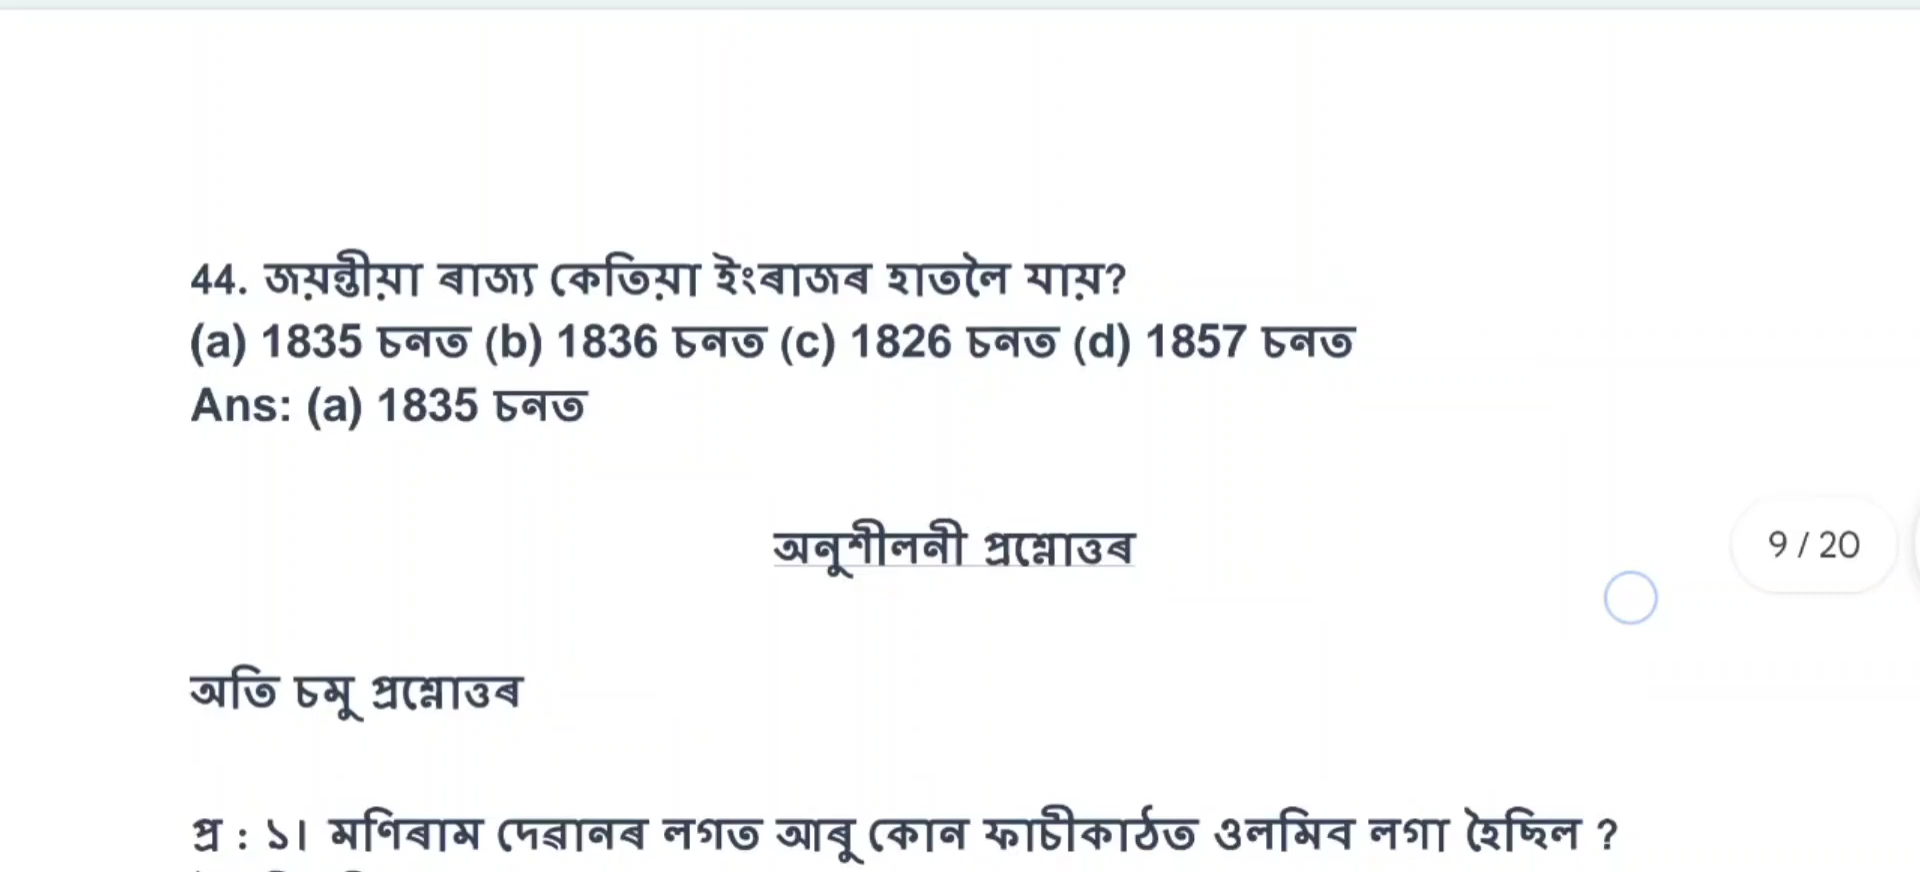 44. জয়ন্তীয়া ৰাজ্য কেতিয়া ইংৰাজৰ হাতলৈ যায়?
(a) 1835 চনত (b) 1836 চনত (c) 1826 চনত (d) 1857 চনত
Ans: (a) 1835 চনত
অনুশীলনী প্ৰশ্নোত্তৰ
9 / 20
অতি চমু প্ৰশ্নোত্তৰ
প্ৰ : ১। মণিৰাম দেৱানৰ লগত আৰু কোন ফাচীকাঠত ওলমিব লগা হৈছিল ?